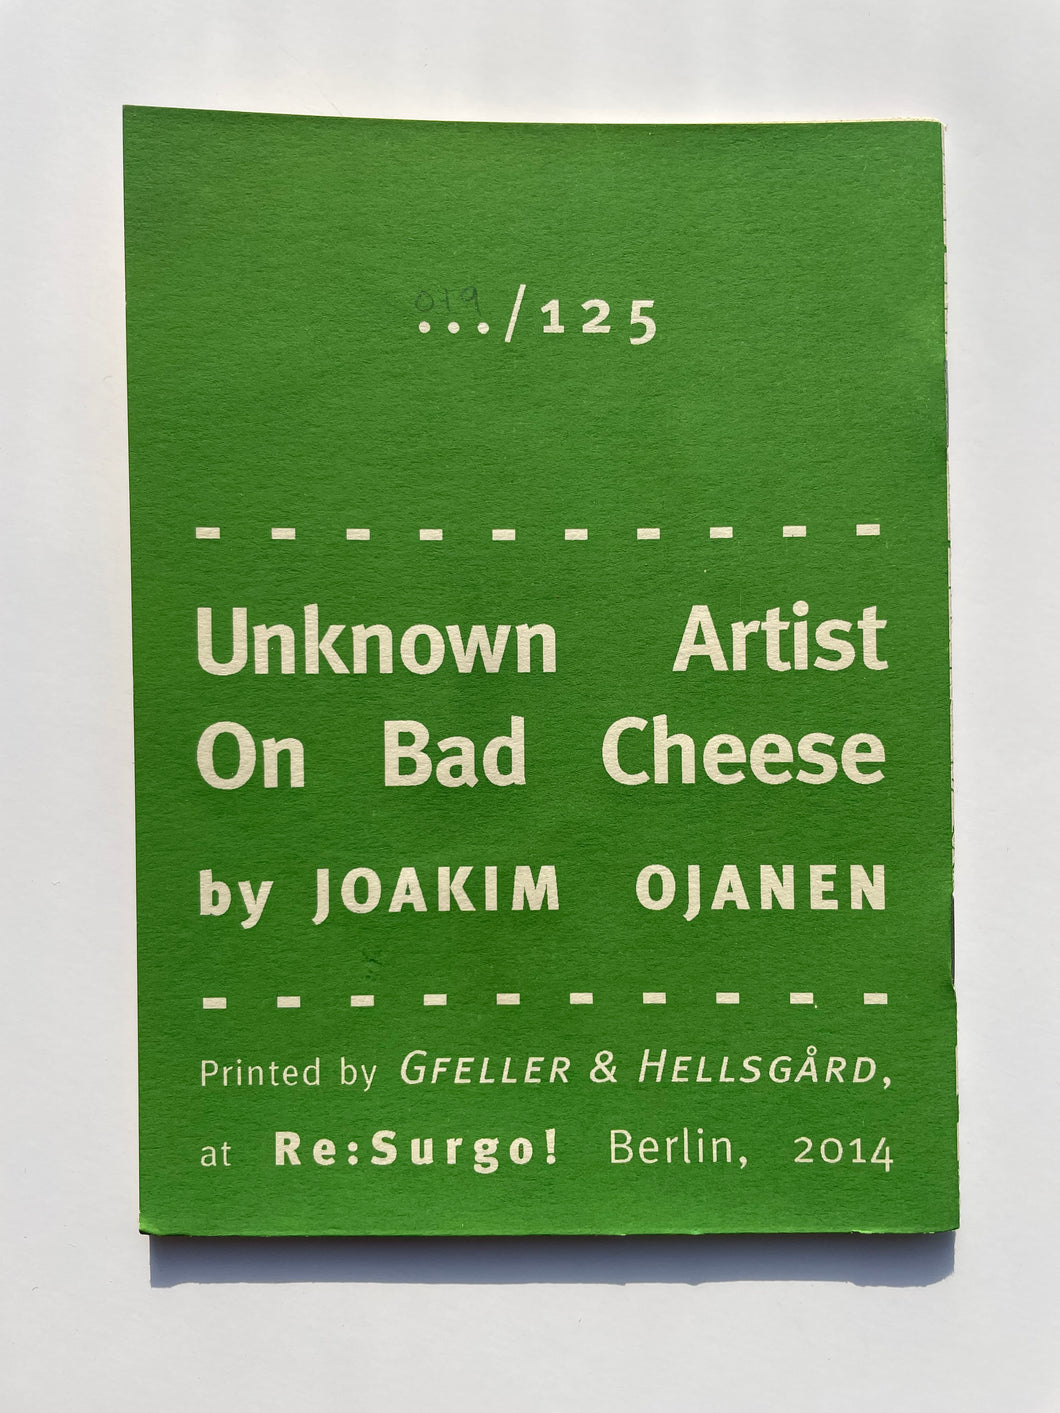 019
.../125
Unknown Artist
On Bad Cheese
by JOAKIM OJANEN
Printed by GFELLER & HELLSGÅRD,
at Re:Surgo! Berlin, 2014